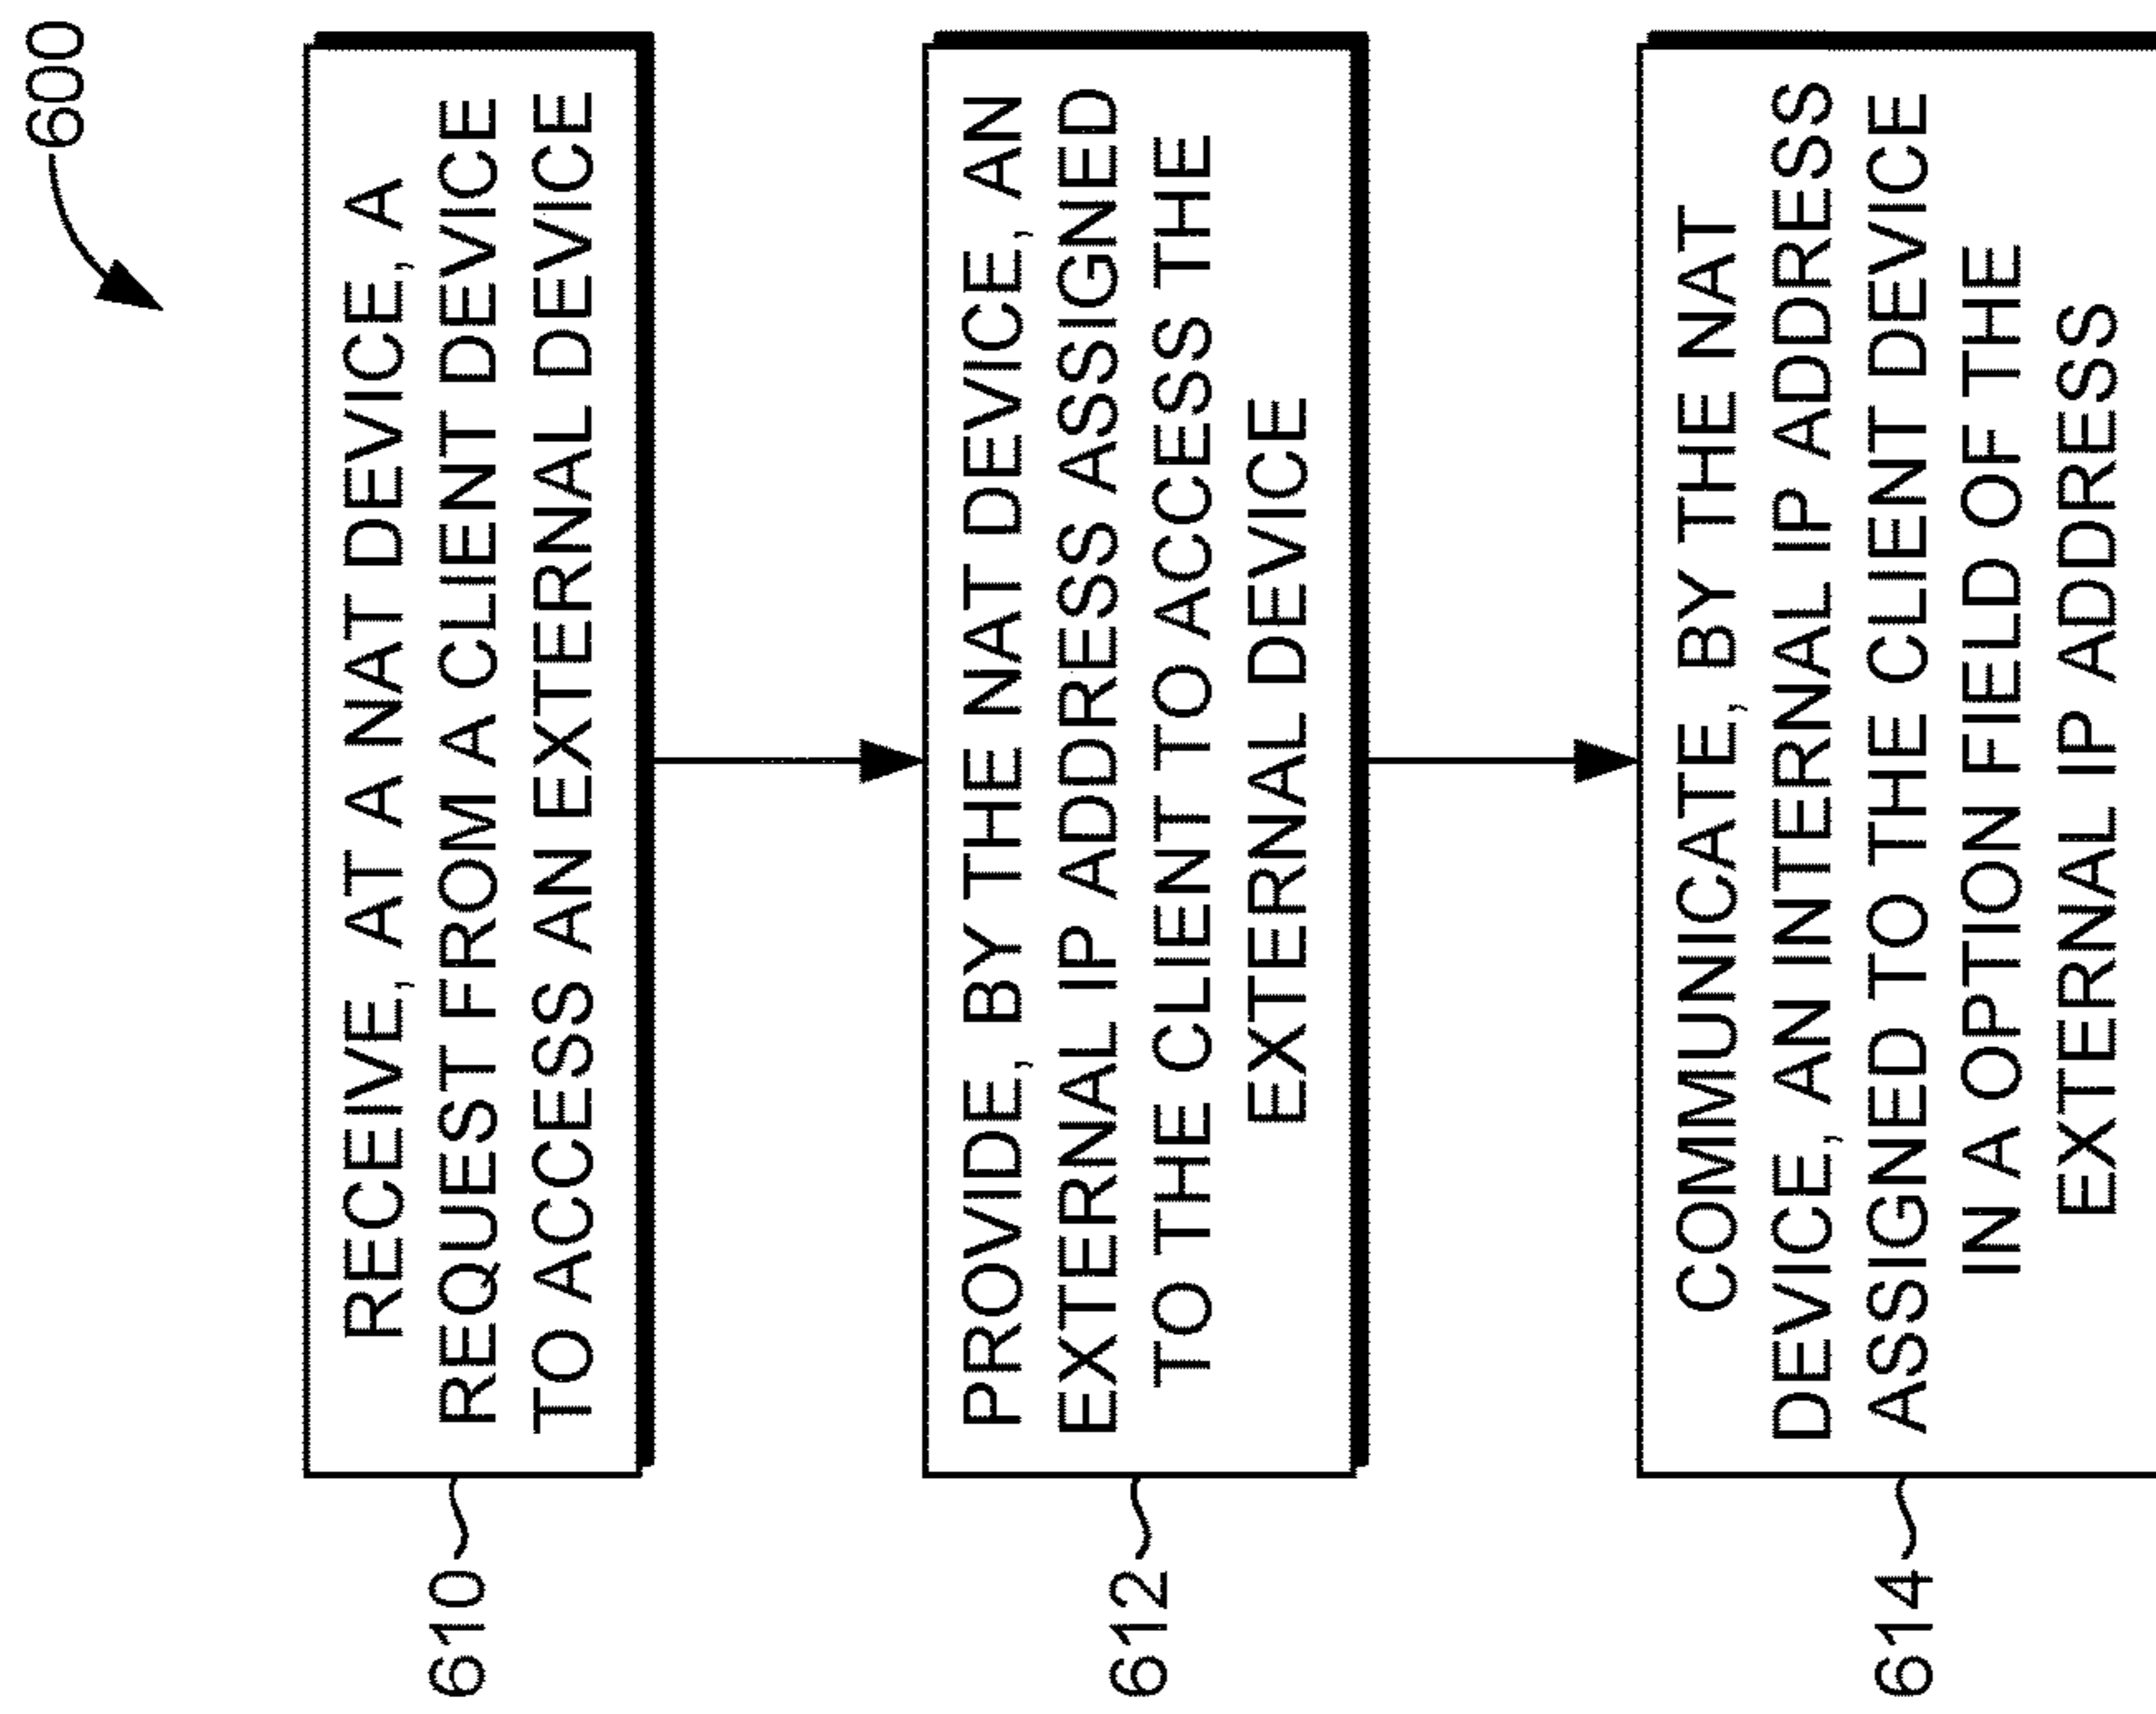 600
610
RECEIVE, AT A NAT DEVICE, A
REQUEST FROM A CLIENT DEVICE
TO ACCESS AN EXTERNAL DEVICE
612
PROVIDE, BY THE NAT DEVICE, AN
EXTERNAL IP ADDRESS ASSIGNED
TO THE CLIENT TO ACCESS THE
EXTERNAL DEVICE
614
COMMUNICATE, BY THE NAT
DEVICE, AN INTERNAL IP ADDRESS
ASSIGNED TO THE CLIENT DEVICE
IN A OPTION FIELD OF THE
EXTERNAL IP ADDRESS